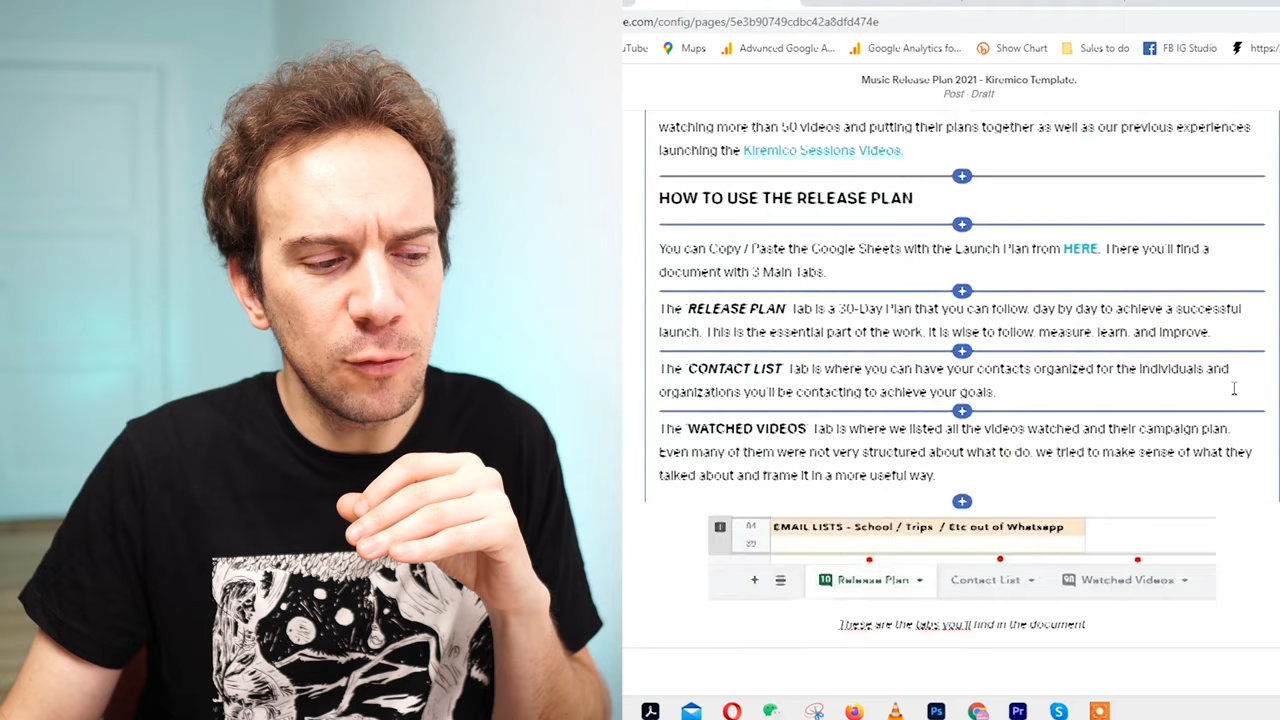 e.com/config/pages/5e3b90749cdbc42a8dfd474e
uTube Maps Advanced Google A... Google Analytics fo... Show Chart Sales to do FB IG Studio https:/
Music Release Plan 2021 - Kiremico Template.
Post · Draft
watching more than 50 videos and putting their plans together as well as our previous experiences
launching the Kiremico Sessions Videos.
HOW TO USE THE RELEASE PLAN
You can Copy / Paste the Google Sheets with the Launch Plan from HERE. There you'll find a
document with 3 Main Tabs.
The 'RELEASE PLAN' Tab is a 30-Day Plan that you can follow, day by day to achieve a successful
launch. This is the essential part of the work. It is wise to follow, measure, learn, and improve.
The 'CONTACT LIST' Tab is where you can have your contacts organized for the individuals and
organizations you'll be contacting to achieve your goals.
The 'WATCHED VIDEOS' Tab is where we listed all the videos watched and their campaign plan.
Even many of them were not very structured about what to do, we tried to make sense of what they
talked about and frame it in a more useful way.
EMAIL LISTS - School / Trips / Etc out of Whatsapp
Release Plan Contact List Watched Videos
These are the tabs you'll find in the document